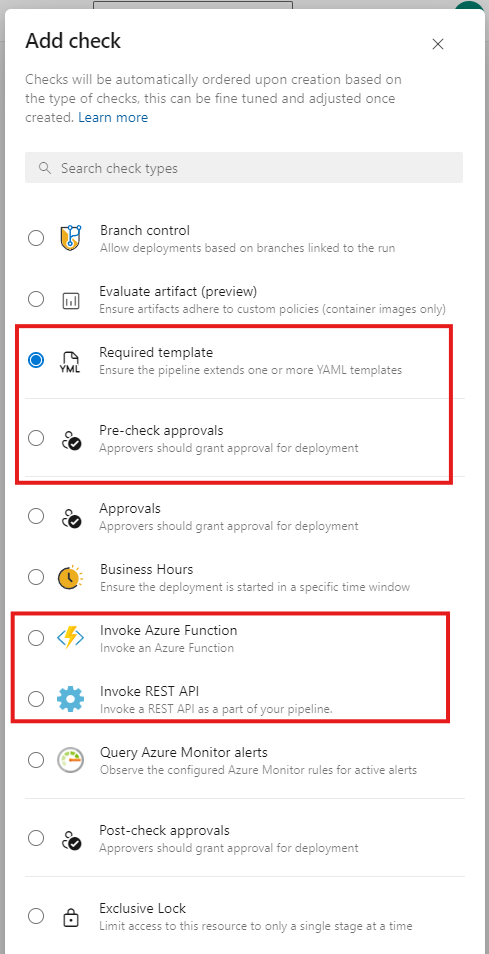 Add check
Checks will be automatically ordered upon creation based on
the type of checks, this can be fine tuned and adjusted once
created. Learn more
Search check types
Branch control
Allow deployments based on branches linked to the run
Evaluate artifact (preview)
Ensure artifacts adhere to custom policies (container images only)
YML
Required template
Ensure the pipeline extends one or more YAML templates
Pre-check approvals
Approvers should grant approval for deployment
Approvals
Approvers should grant approval for deployment
Business Hours
Ensure the deployment is started in a specific time window
Invoke Azure Function
Invoke an Azure Function
Invoke REST API
Invoke a REST API as a part of your pipeline.
Query Azure Monitor alerts
Observe the configured Azure Monitor rules for active alerts
Post-check approvals
Approvers should grant approval for deployment
Exclusive Lock
Limit access to this resource to only a single stage at a time